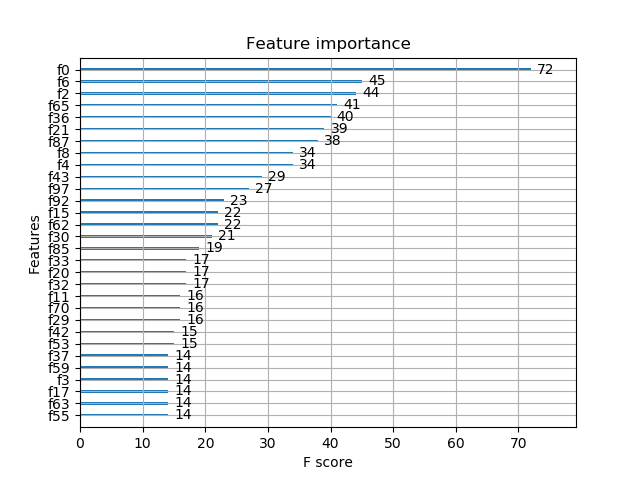 Feature importance
Features
f0 72
f6 45
f2 44
f65 41
f36 40
f21 39
f87 38
f8 34
f4 34
f43 29
f97 27
f92 23
f15 22
f62 22
f30 21
f85 19
f33 17
f20 17
f32 17
f11 16
f70 16
f29 16
f42 15
f53 15
f37 14
f59 14
f3 14
f17 14
f63 14
f55 14
0 10 20 30 40 50 60 70
F score